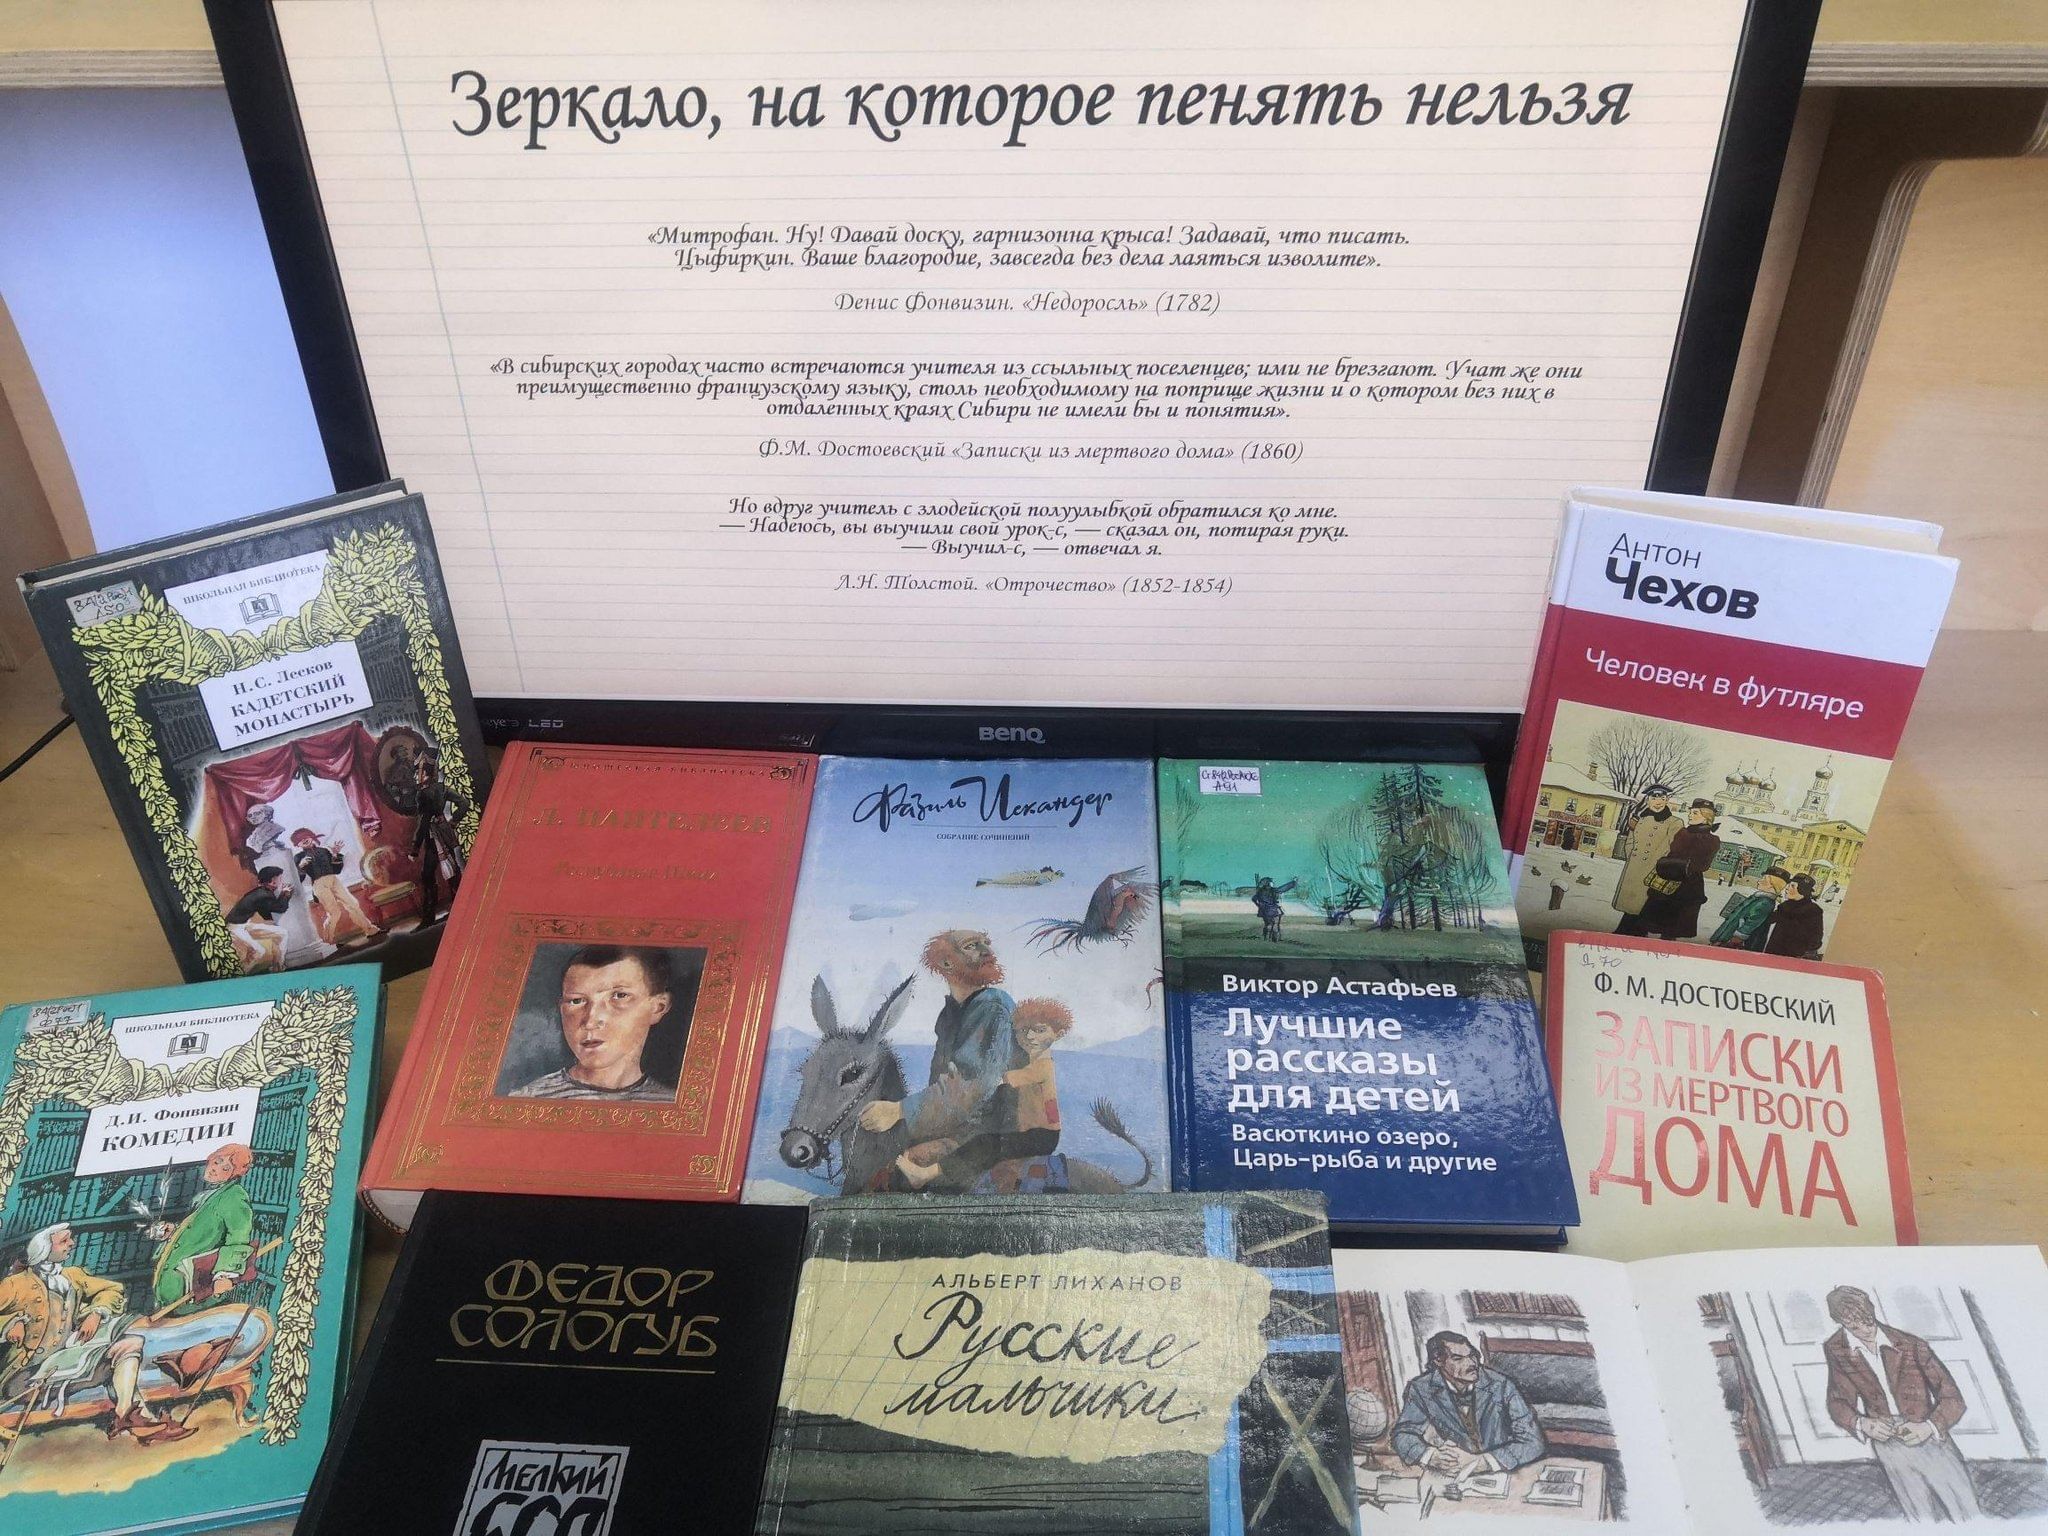 Зеркало, на которое пенять нельзя
«Митрофан. Ну! Давай доску, гарнизонна крыса! Задавай, что писать.
Цыфиркин. Ваше благородие, завсегда без дела лаяться изволите».
Денис Фонвизин. «Недоросль» (1782)
«В сибирских городах часто встречаются учителя из ссыльных поселенцев; ими не брезгают. Учат же они
преимущественно французскому языку, столь необходимому на поприще жизни и о котором без них в
отдаленных краях Сибири не имели бы и понятия».
Ф.М. Достоевский «Записки из мертвого дома» (1860)
Но вдруг учитель с злодейской полуулыбкой обратился ко мне.
— Надеюсь, вы выучили свой урок-с, — сказал он, потирая руки.
— Выучил-с, — отвечал я.
Л.Н. Толстой. «Отрочество» (1852-1854)
LED
BenQ
ШКОЛЬНАЯ БИБЛИОТЕКА
Н.С. Лесков
КАДЕТСКИЙ
МОНАСТЫРЬ
Антон
Чехов
Человек в футляре
Л. ПАНТЕЛЕЕВ
Фазиль Искандер
СОБРАНИЕ СОЧИНЕНИЙ
А91
Виктор Астафьев
Лучшие
рассказы
для детей
Васюткино озеро,
Царь-рыба и другие
Ф. М. ДОСТОЕВСКИЙ
ЗАПИСКИ
ИЗ МЕРТВОГО
ДОМА
ШКОЛЬНАЯ БИБЛИОТЕКА
Д.И. Фонвизин
КОМЕДИИ
ФЕДОР
СОЛОГУБ
МЕЛКИЙ
АЛЬБЕРТ ЛИХАНОВ
Русские
мальчики